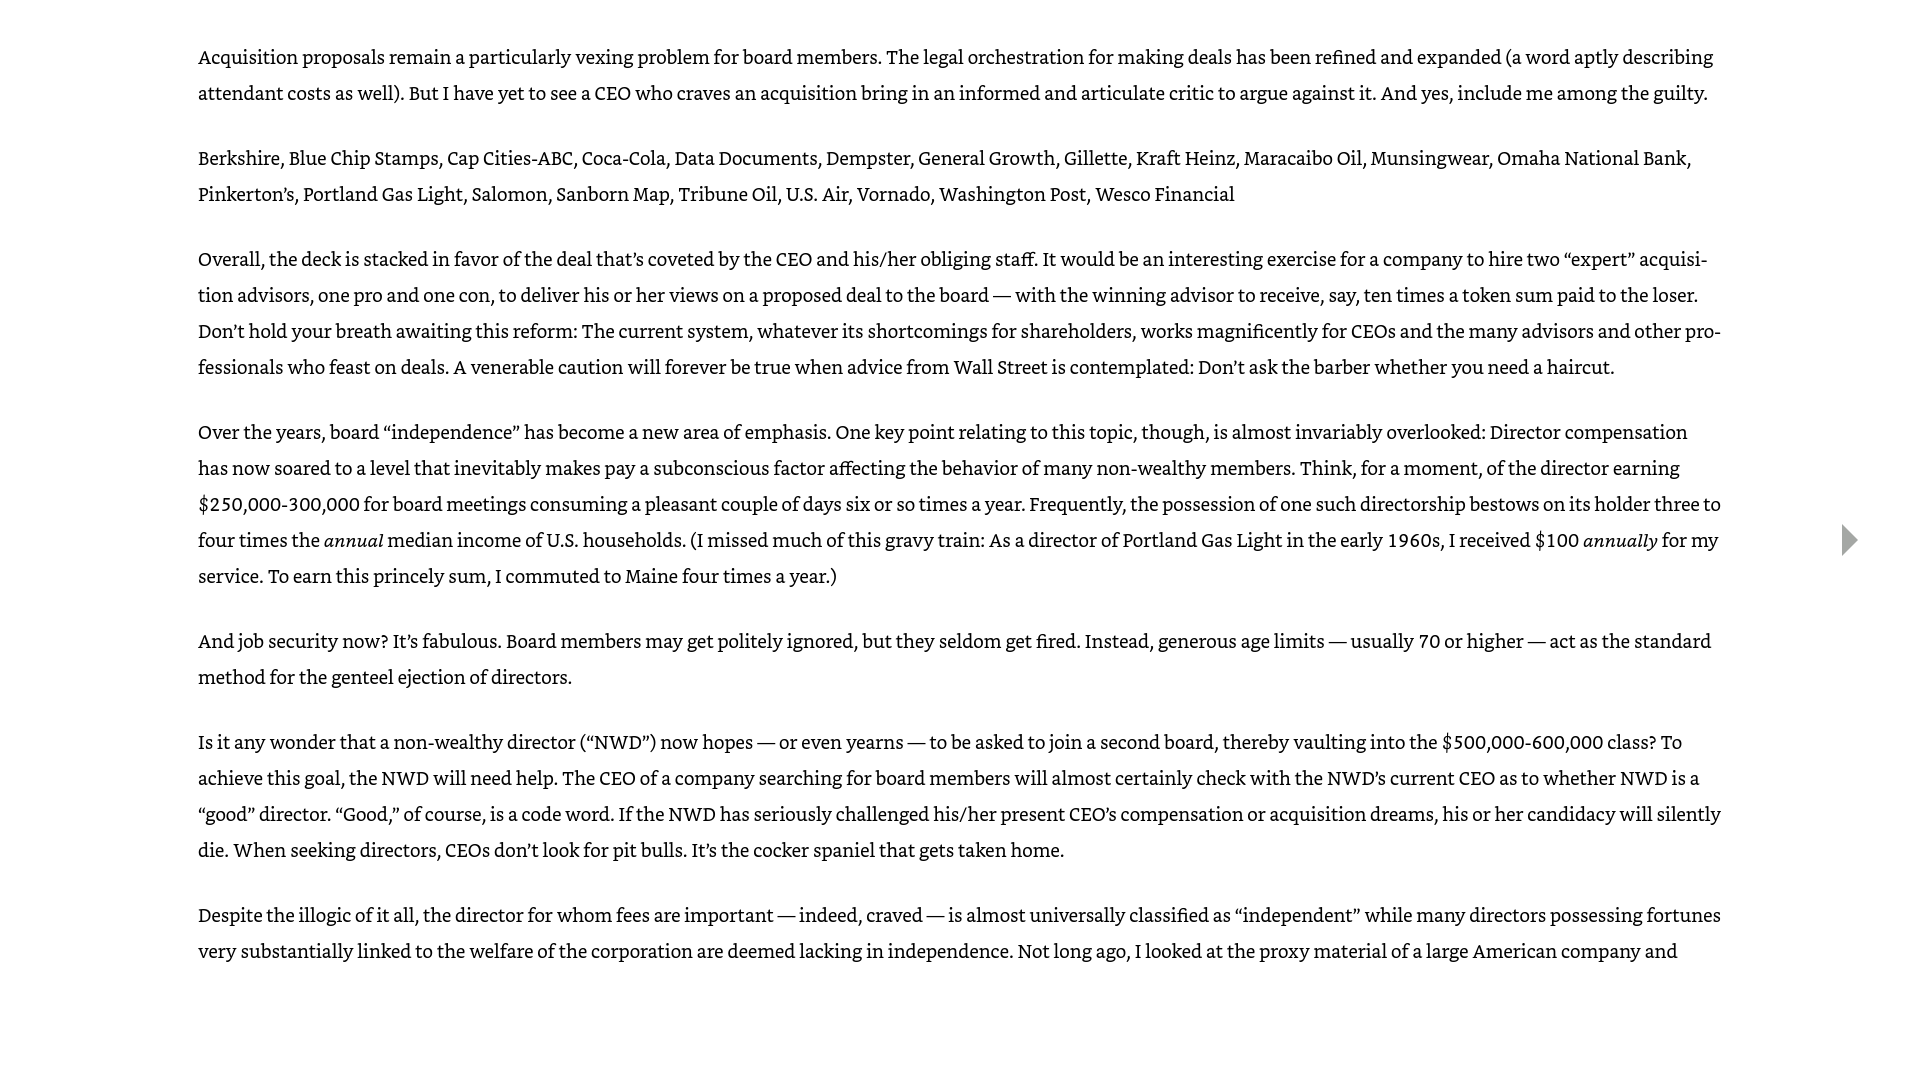 Acquisition proposals remain a particularly vexing problem for board members. The legal orchestration for making deals has been refined and expanded (a word aptly describing
attendant costs as well). But I have yet to see a CEO who craves an acquisition bring in an informed and articulate critic to argue against it. And yes, include me among the guilty.
Berkshire, Blue Chip Stamps, Cap Cities-ABC, Coca-Cola, Data Documents, Dempster, General Growth, Gillette, Kraft Heinz, Maracaibo Oil, Munsingwear, Omaha National Bank,
Pinkerton’s, Portland Gas Light, Salomon, Sanborn Map, Tribune Oil, U.S. Air, Vornado, Washington Post, Wesco Financial
Overall, the deck is stacked in favor of the deal that’s coveted by the CEO and his/her obliging staff. It would be an interesting exercise for a company to hire two “expert” acquisi-
tion advisors, one pro and one con, to deliver his or her views on a proposed deal to the board — with the winning advisor to receive, say, ten times a token sum paid to the loser.
Don’t hold your breath awaiting this reform: The current system, whatever its shortcomings for shareholders, works magnificently for CEOs and the many advisors and other pro-
fessionals who feast on deals. A venerable caution will forever be true when advice from Wall Street is contemplated: Don’t ask the barber whether you need a haircut.
Over the years, board “independence” has become a new area of emphasis. One key point relating to this topic, though, is almost invariably overlooked: Director compensation
has now soared to a level that inevitably makes pay a subconscious factor affecting the behavior of many non-wealthy members. Think, for a moment, of the director earning
$250,000-300,000 for board meetings consuming a pleasant couple of days six or so times a year. Frequently, the possession of one such directorship bestows on its holder three to
four times the annual median income of U.S. households. (I missed much of this gravy train: As a director of Portland Gas Light in the early 1960s, I received $100 annually for my
service. To earn this princely sum, I commuted to Maine four times a year.)
And job security now? It’s fabulous. Board members may get politely ignored, but they seldom get fired. Instead, generous age limits — usually 70 or higher — act as the standard
method for the genteel ejection of directors.
Is it any wonder that a non-wealthy director (“NWD”) now hopes — or even yearns — to be asked to join a second board, thereby vaulting into the $500,000-600,000 class? To
achieve this goal, the NWD will need help. The CEO of a company searching for board members will almost certainly check with the NWD’s current CEO as to whether NWD is a
“good” director. “Good,” of course, is a code word. If the NWD has seriously challenged his/her present CEO’s compensation or acquisition dreams, his or her candidacy will silently
die. When seeking directors, CEOs don’t look for pit bulls. It’s the cocker spaniel that gets taken home.
Despite the illogic of it all, the director for whom fees are important — indeed, craved — is almost universally classified as “independent” while many directors possessing fortunes
very substantially linked to the welfare of the corporation are deemed lacking in independence. Not long ago, I looked at the proxy material of a large American company and